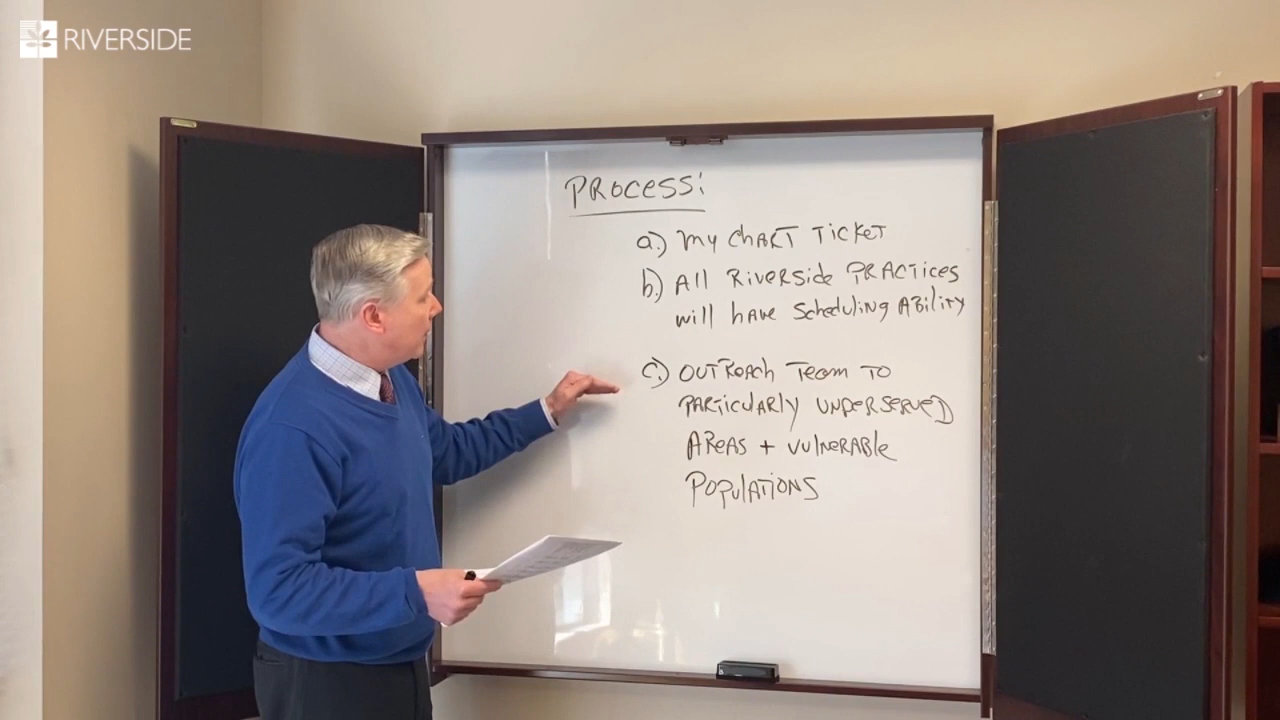 RIVERSIDE
PROCESS:
a.) MY CHART TICKET
b.) All RiverSide PRACTICES
will HAVE Scheduling ABility
c.) OUTREACH TEAM TO
PARTICULARLY UNDERSERVED
AREAS + VULNERABLE
POPULATIONS